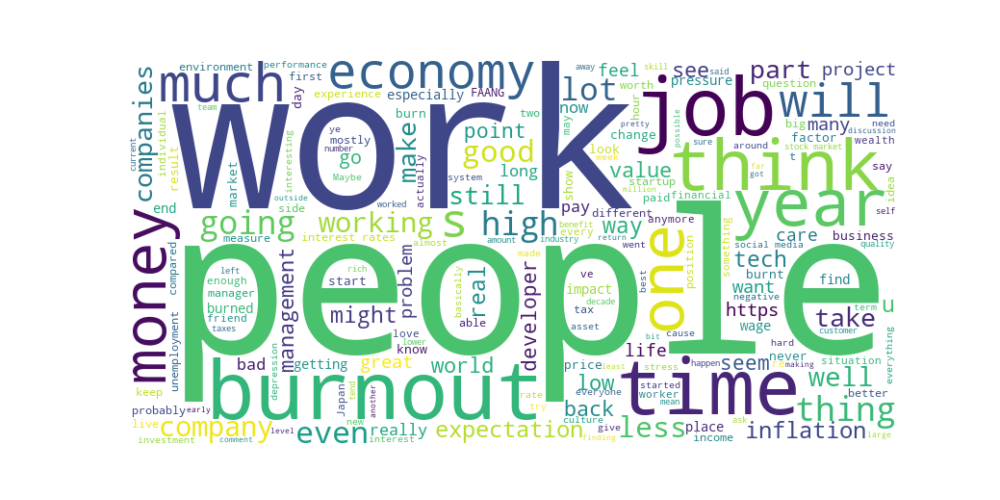 environment performance
economy
lot feel see part project
away skill said
much
first
pressure question
companies
day
experience especially FAANG
worth
job
will
individual
team
burn now two
hour
possible
big many
wealth
work
result
ye
mostly
number
make
point
may
change
pretty
factor
need
discussion
current
interesting
Maybe
go
actually
good
look
week
sure around stock market
t
market
system
long
show
value
think
say
idea
outside
worked
still
startup
million
paid financial
far
got
self
end side
going working s high
pay different
anymore
year
measure interest rates almost
benefit every way
one
position
something
care business
amount industry return went
social media quality
money
compared
left
enough
manager
rich
made
ve
best
tech
burned
start
problem
basically
real
impact
burnt
find
friend
able
decade
want
negative
term
taxes
people
management
might
developer
tax
asset
bit cause
https
take
customer
u
unemployment
love
know lower
wage
everything
bad getting great world price least stress life seem never situation
happen re making
hard
keep
depression
Japan
tend
burnout
low everyone started
worker
time
well
rate
try
mean
better
probably early
new
another
back culture
thing
live
company
even really expectation
give
less place
ask
inflation
level
investment comment interest
finding
income
large